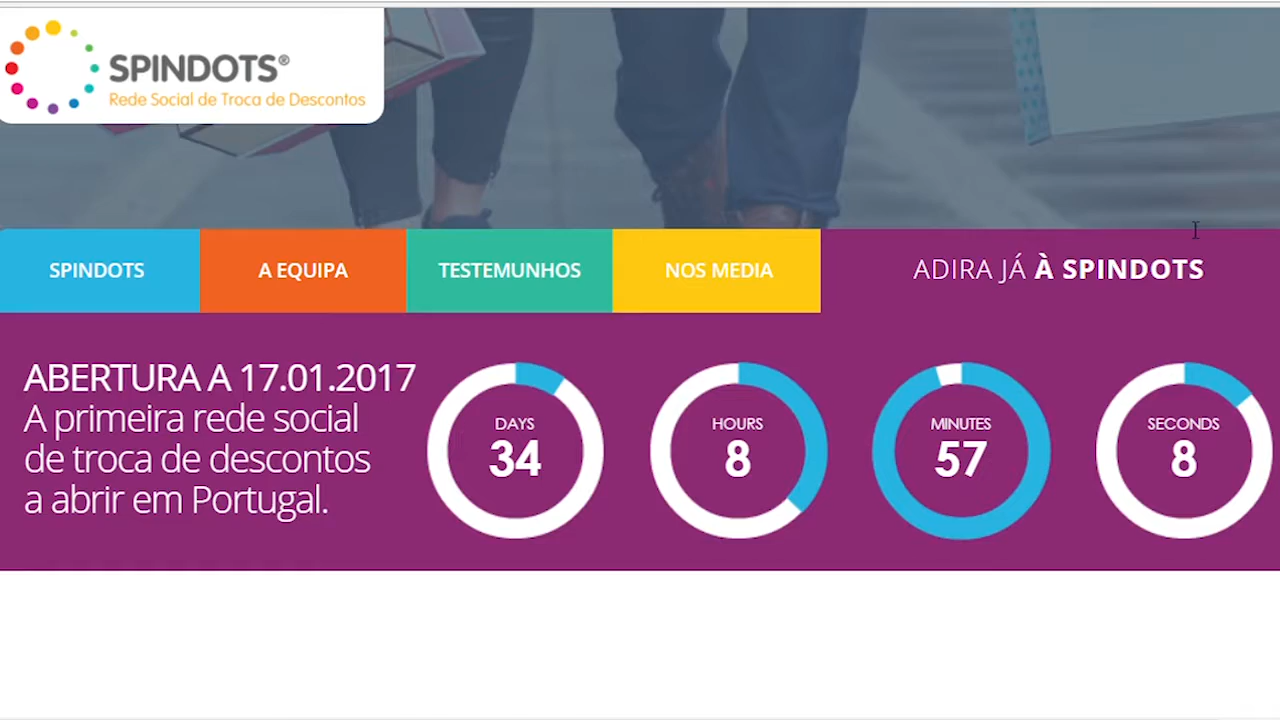 SPINDOTS®
Rede Social de Troca de Descontos
SPINDOTS
A EQUIPA
TESTEMUNHOS
NOS MEDIA
ADIRA JÁ À SPINDOTS
ABERTURA A 17.01.2017
A primeira rede social
de troca de descontos
a abrir em Portugal.
DAYS
34
HOURS
8
MINUTES
57
SECONDS
8